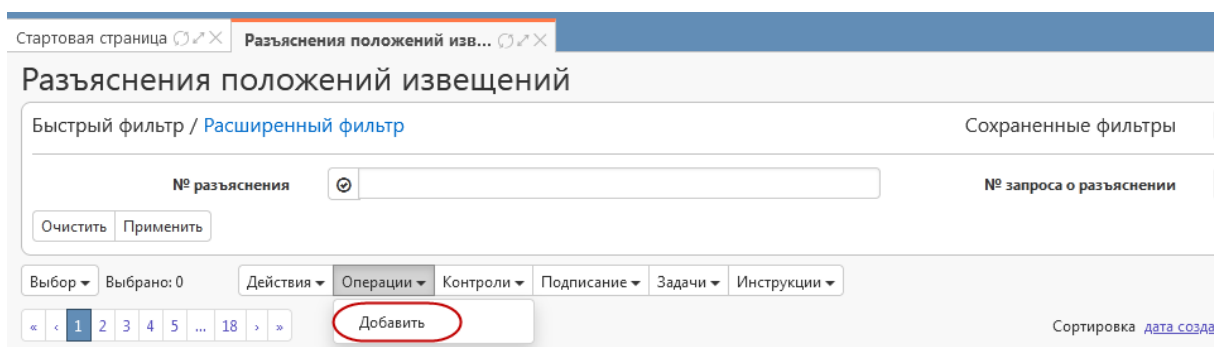 Стартовая страница Разъяснения положений изв...
Разъяснения положений извещений
Быстрый фильтр / Расширенный фильтр Сохраненные фильтры
№ разъяснения № запроса о разъяснении
Очистить Применить
Выбор Выбрано: 0 Действия Операции Контроли Подписание Задачи Инструкции
« ‹ 1 2 3 4 5 ... 18 › » Добавить Сортировка дата созда